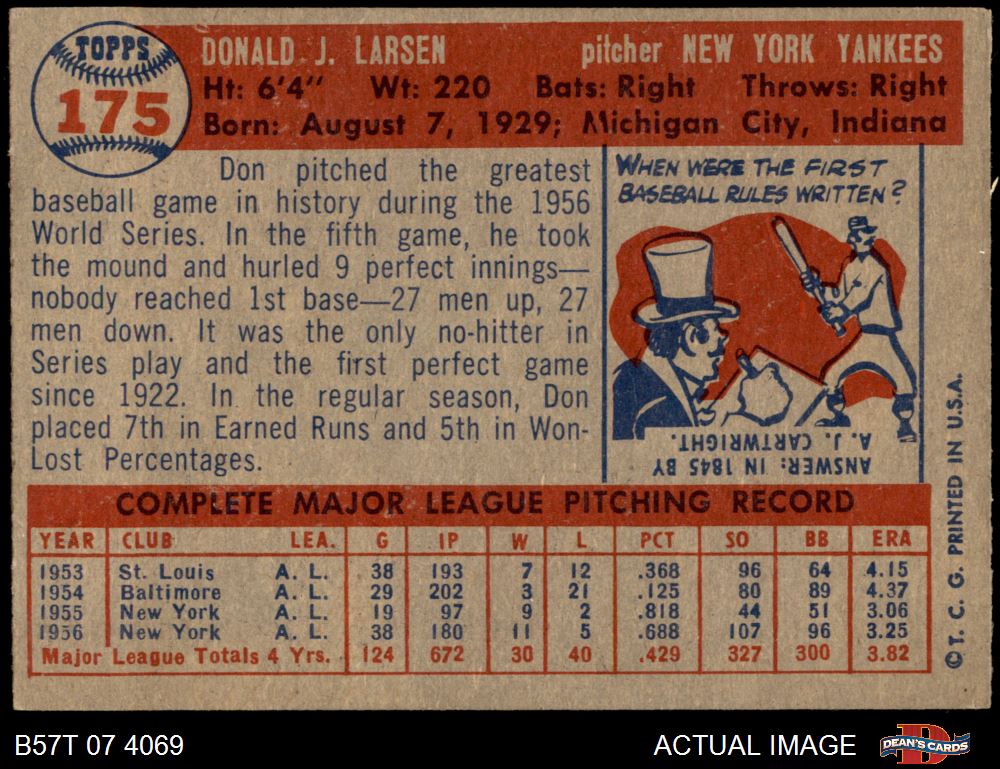 TOPPS
175
DONALD J. LARSEN pitcher NEW YORK YANKEES
Ht: 6'4" Wt: 220 Bats: Right Throws: Right
Born: August 7, 1929; Michigan City, Indiana
Don pitched the greatest
baseball game in history during the 1956
World Series. In the fifth game, he took
the mound and hurled 9 perfect innings—
nobody reached 1st base—27 men up, 27
men down. It was the only no-hitter in
Series play and the first perfect game
since 1922. In the regular season, Don
placed 7th in Earned Runs and 5th in Won-
Lost Percentages.
WHEN WERE THE FIRST
BASEBALL RULES WRITTEN?
ANSWER: IN 1845 BY
A. J. CARTWRIGHT.
COMPLETE MAJOR LEAGUE PITCHING RECORD
YEAR CLUB LEA. G IP W L PCT SO BB ERA
1953 St. Louis A. L. 38 193 7 12 .368 96 64 4.15
1954 Baltimore A. L. 29 202 3 21 .125 80 89 4.37
1955 New York A. L. 19 97 9 2 .818 44 51 3.06
1956 New York A. L. 38 180 11 5 .688 107 96 3.25
Major League Totals 4 Yrs. 124 672 30 40 .429 327 300 3.82
© T. C. G. PRINTED IN U.S.A.
B57T 07 4069
ACTUAL IMAGE
DEAN'S CARDS